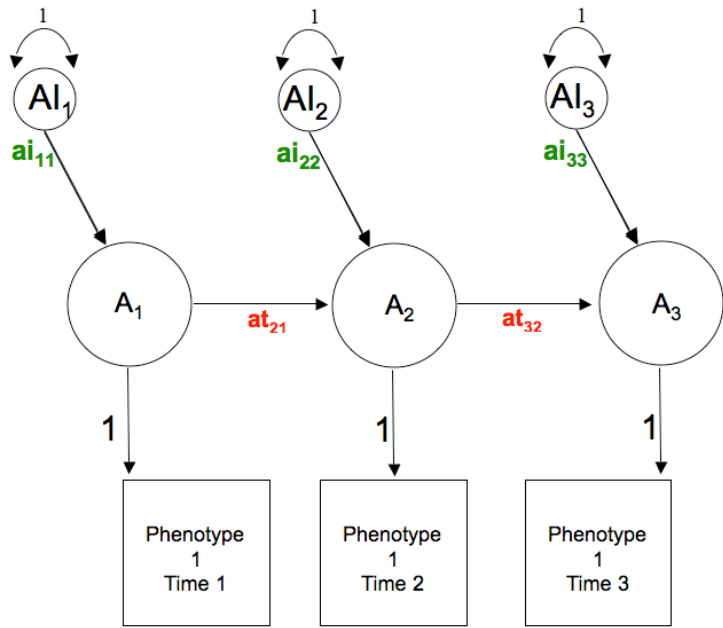 1 1 1
AI₁ AI₂ AI₃
ai₁₁ ai₂₂ ai₃₃
A₁ A₂ A₃
at₂₁ at₃₂
1 1 1
Phenotype
1
Time 1
Phenotype
1
Time 2
Phenotype
1
Time 3